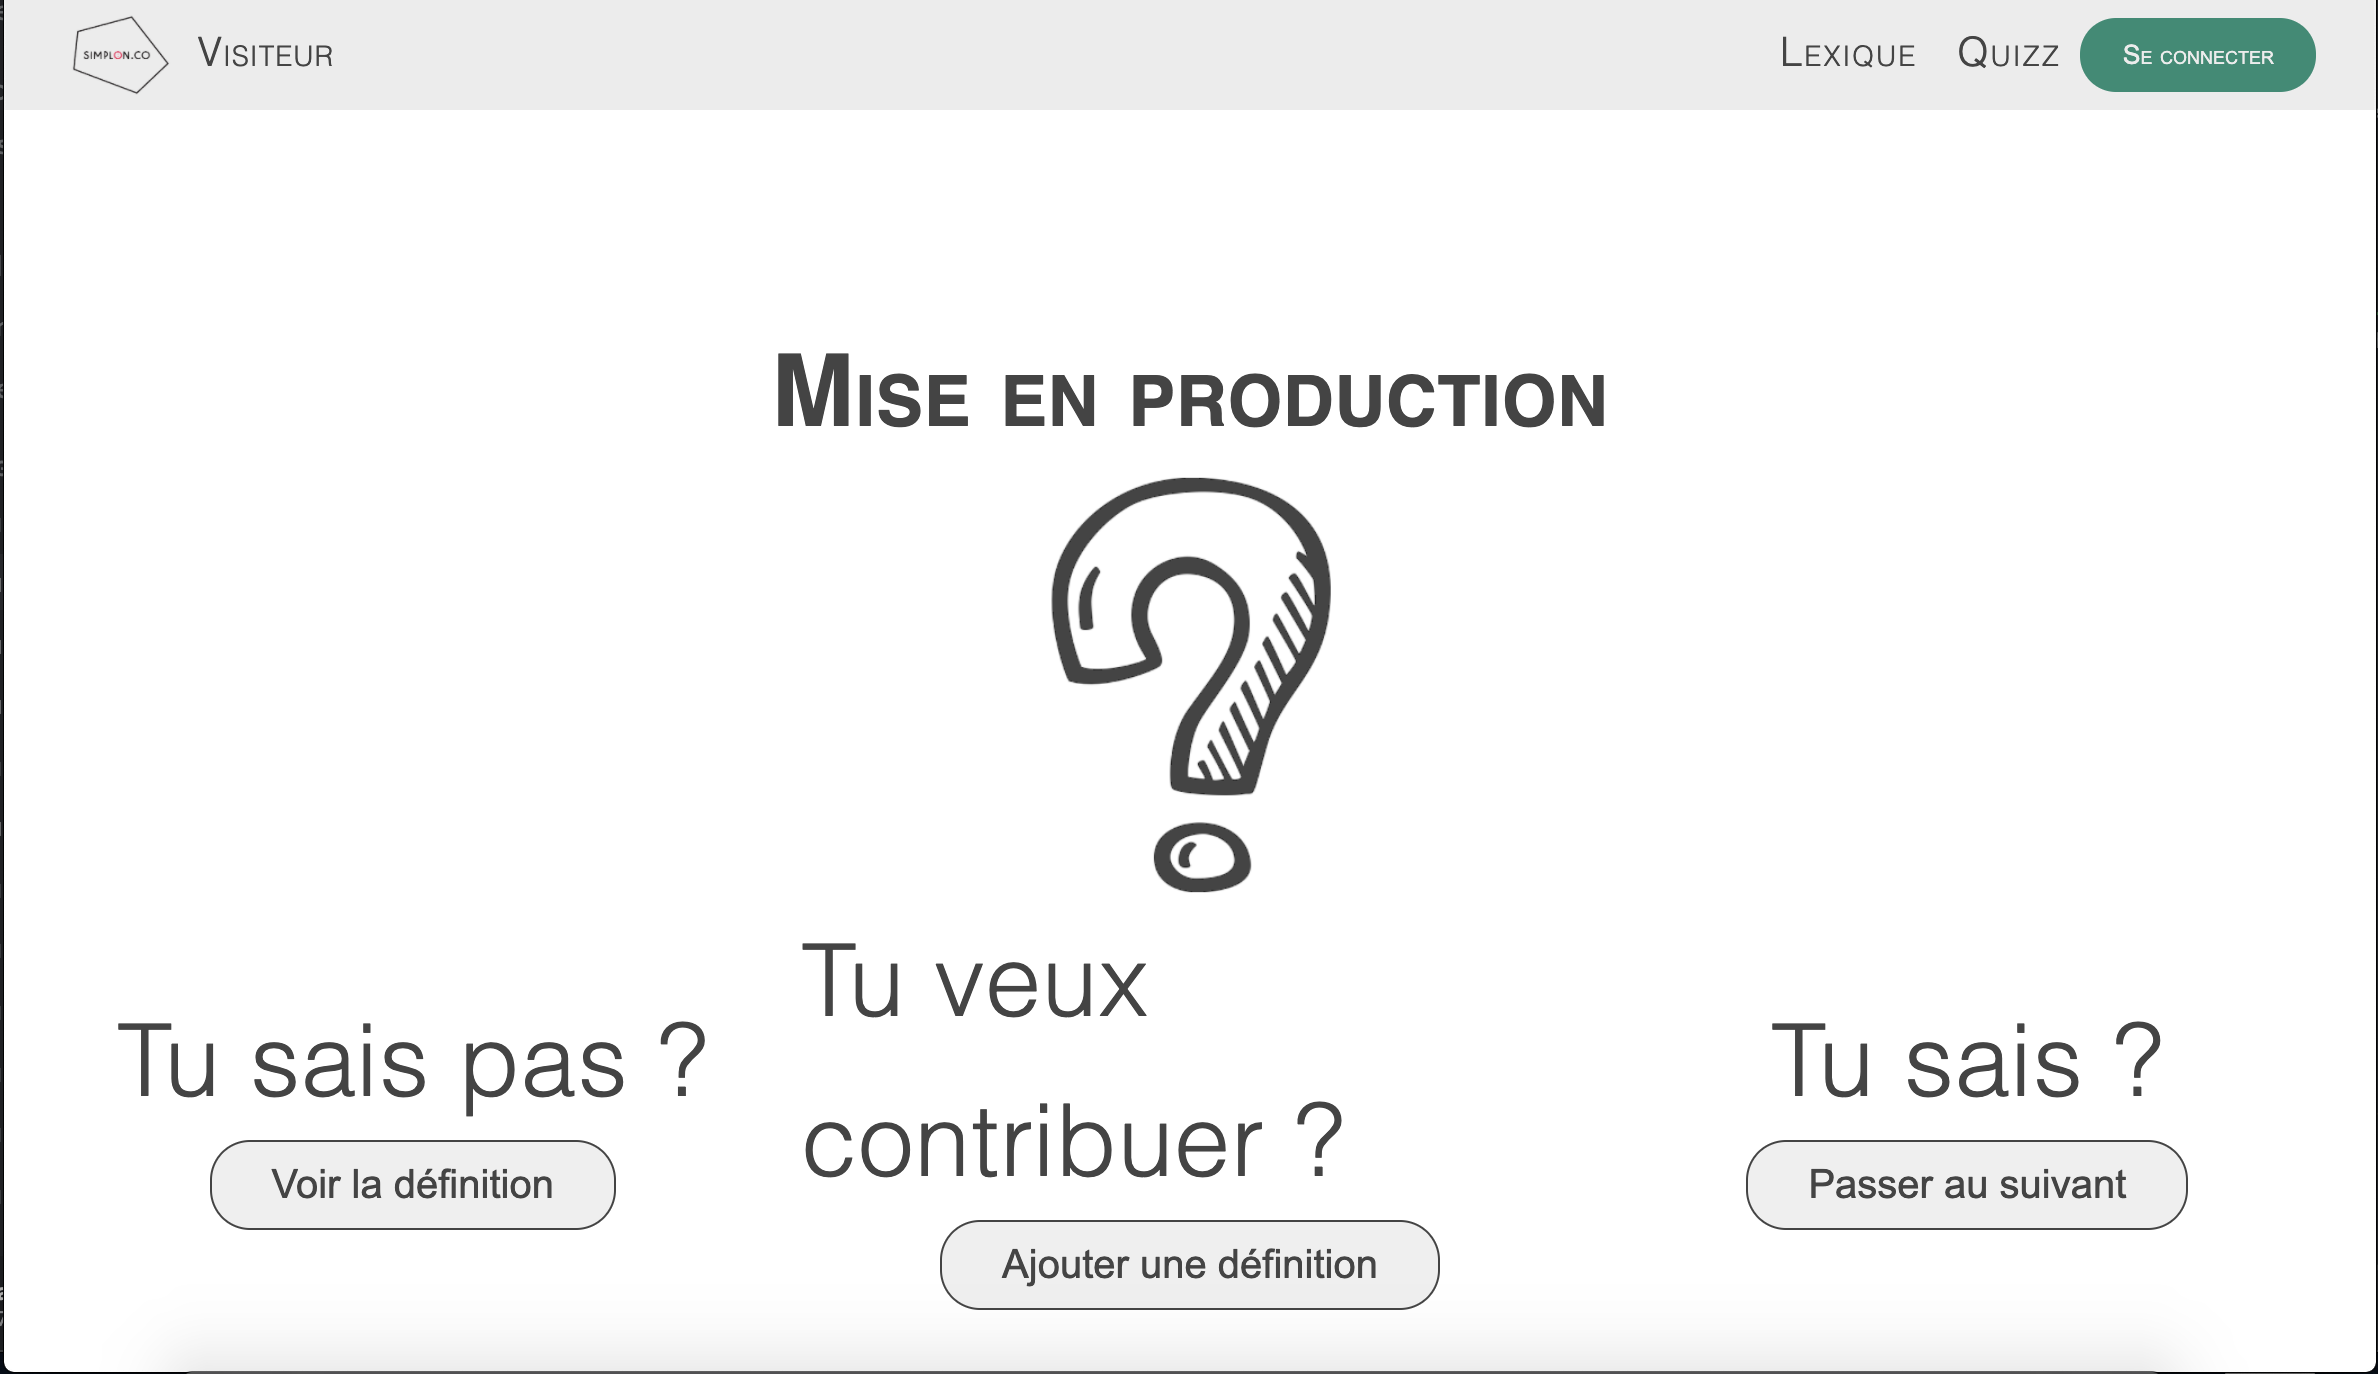 SIMPLON.CO
Visiteur
Lexique
Quizz
Se connecter
Mise en production
?
Tu sais pas ?
Voir la définition
Tu veux
contribuer ?
Ajouter une définition
Tu sais ?
Passer au suivant